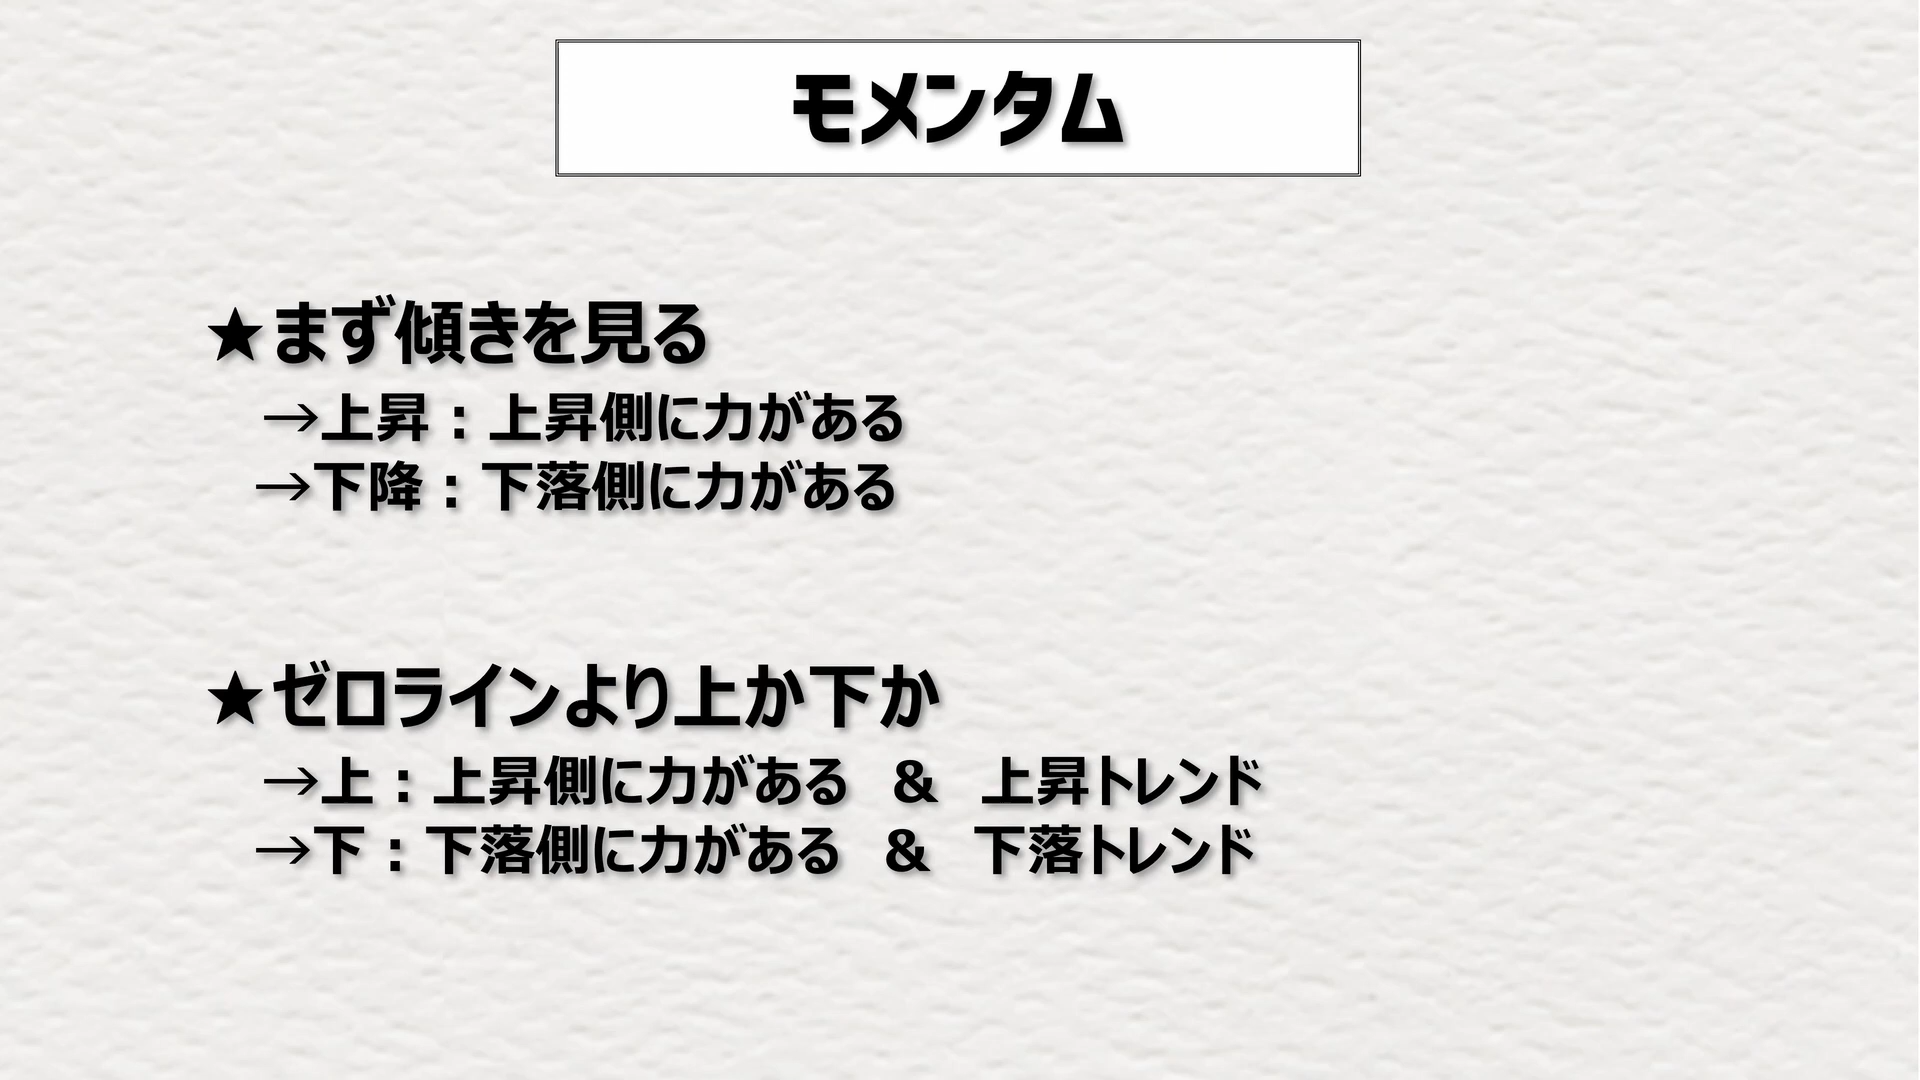 モメンタム
★まず傾きを見る
→上昇：上昇側に力がある
→下降：下落側に力がある
★ゼロラインより上か下か
→上：上昇側に力がある　＆　上昇トレンド
→下：下落側に力がある　＆　下落トレンド